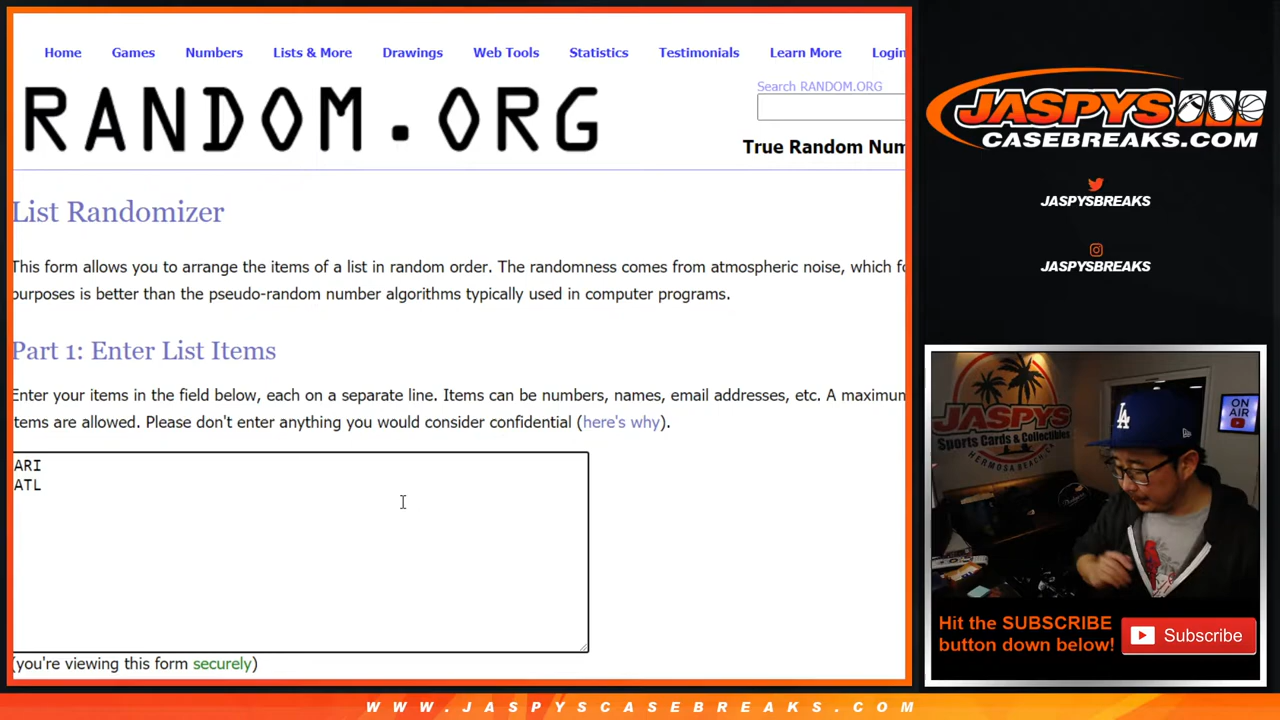 Home Games Numbers Lists & More Drawings Web Tools Statistics Testimonials Learn More Login
RANDOM.ORG
Search RANDOM.ORG
True Random Num
List Randomizer
This form allows you to arrange the items of a list in random order. The randomness comes from atmospheric noise, which fo
purposes is better than the pseudo-random number algorithms typically used in computer programs.
Part 1: Enter List Items
Enter your items in the field below, each on a separate line. Items can be numbers, names, email addresses, etc. A maximum
items are allowed. Please don't enter anything you would consider confidential (here's why).
ARI
ATL
(you're viewing this form securely)
JASPYS
CASEBREAKS.COM
JASPYSBREAKS
JASPYSBREAKS
JASPYS
Sports Cards & Collectibles
HERMOSA BEACH, CA
ON
AIR
LA
Hit the SUBSCRIBE
button down below!
Subscribe
WWW.JASPYSCASEBREAKS.COM